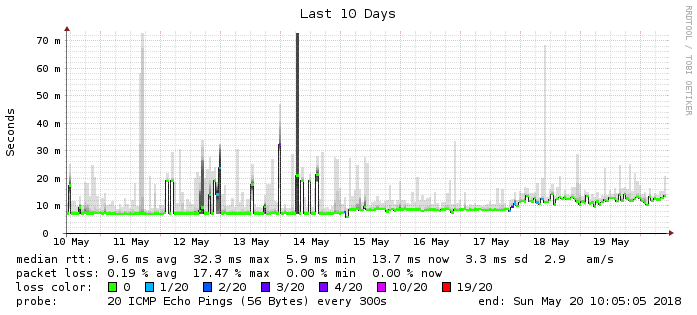 Last 10 Days
RRDTOOL / TOBI OETIKER
Seconds
70 m
60 m
50 m
40 m
30 m
20 m
10 m
0
10 May 11 May 12 May 13 May 14 May 15 May 16 May 17 May 18 May 19 May
median rtt: 9.6 ms avg 32.3 ms max 5.9 ms min 13.7 ms now 3.3 ms sd 2.9 am/s
packet loss: 0.19 % avg 17.47 % max 0.00 % min 0.00 % now
loss color: 0 1/20 2/20 3/20 4/20 10/20 19/20
probe: 20 ICMP Echo Pings (56 Bytes) every 300s end: Sun May 20 10:05:05 2018